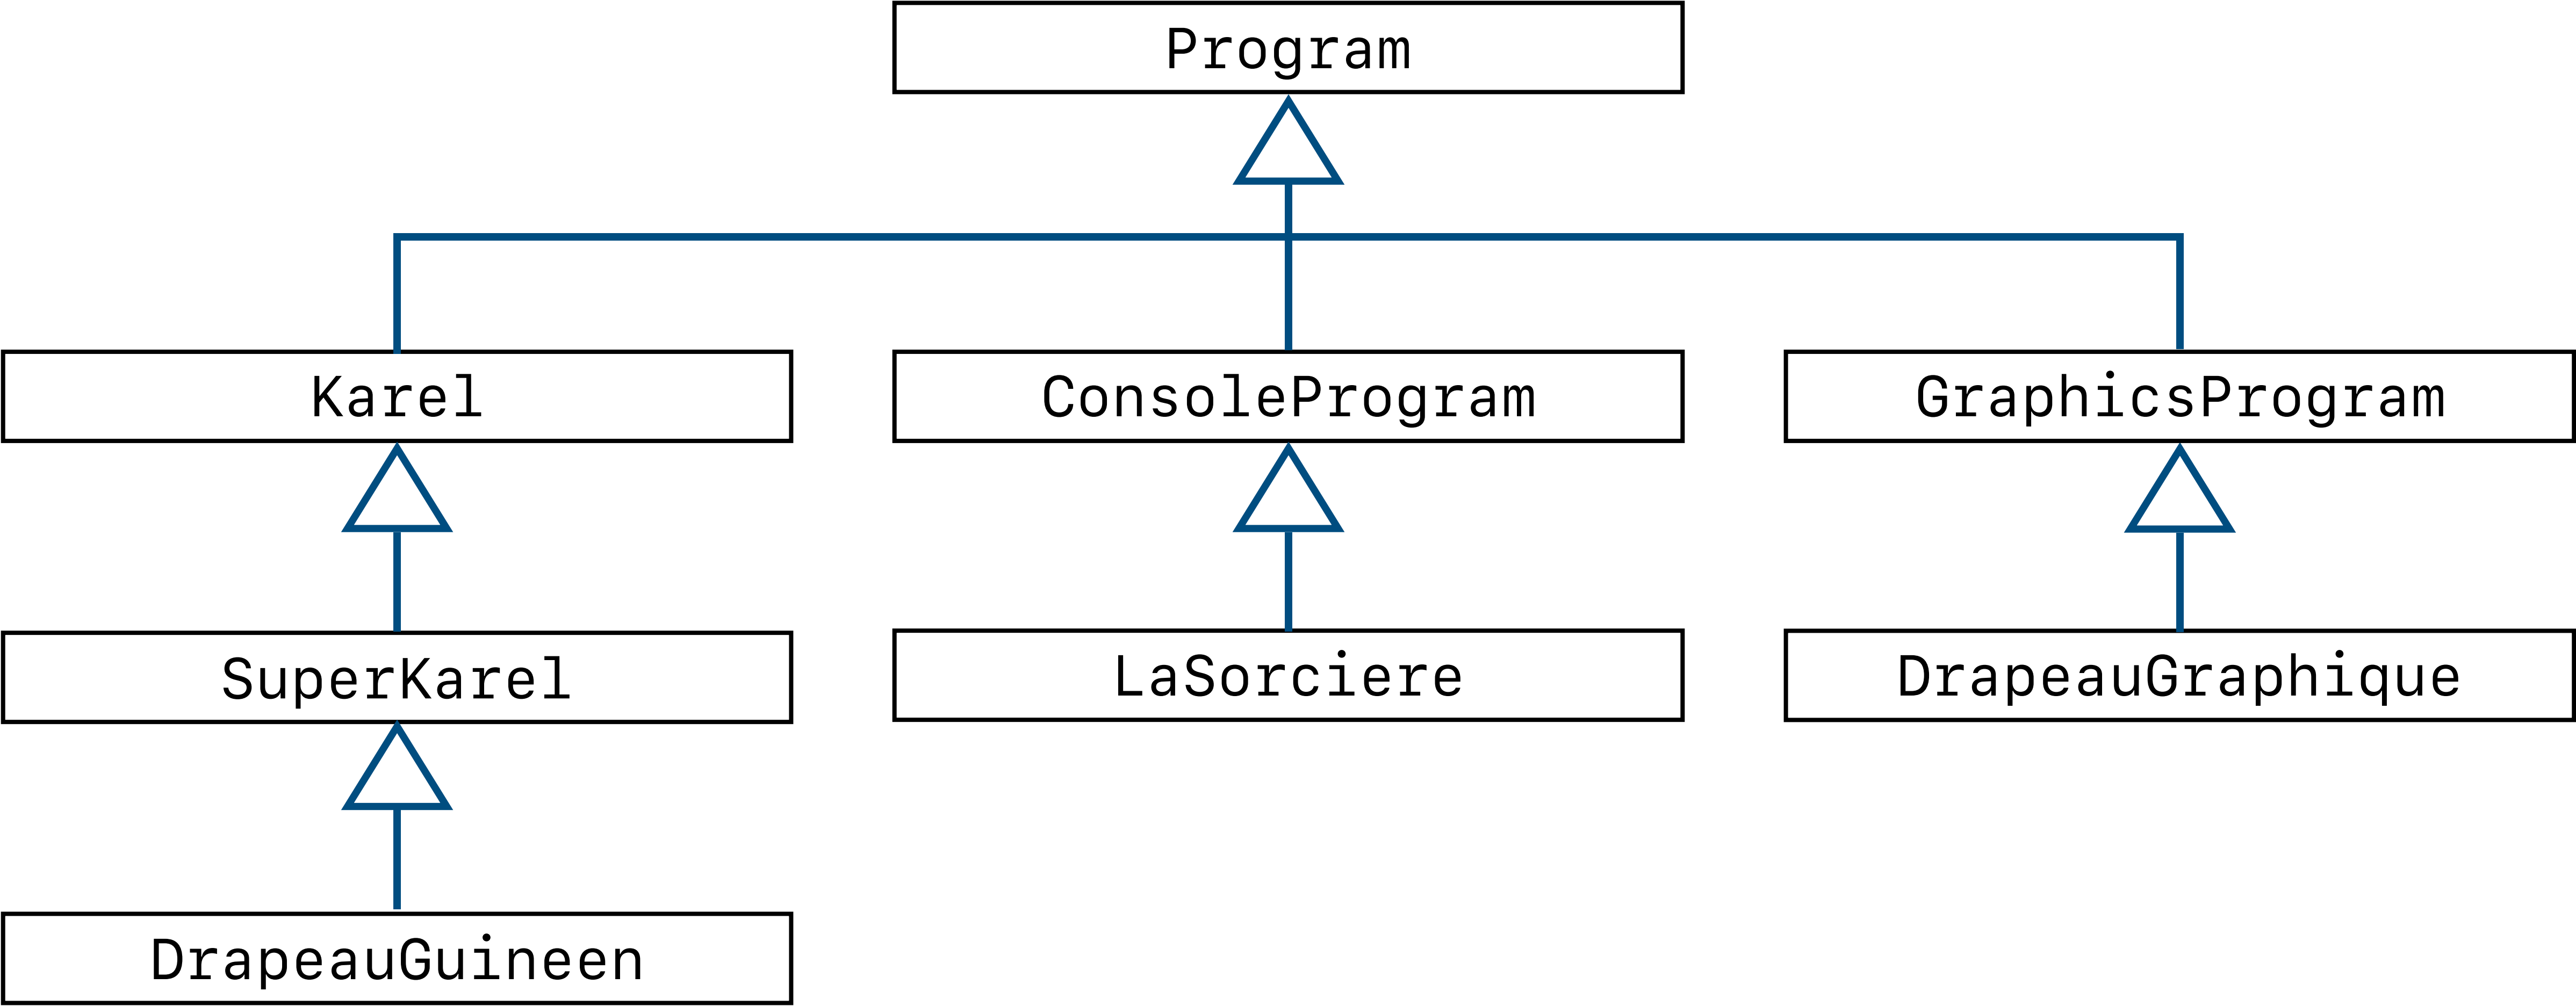 Program
Karel
ConsoleProgram
GraphicsProgram
SuperKarel
LaSorciere
DrapeauGraphique
DrapeauGuineen